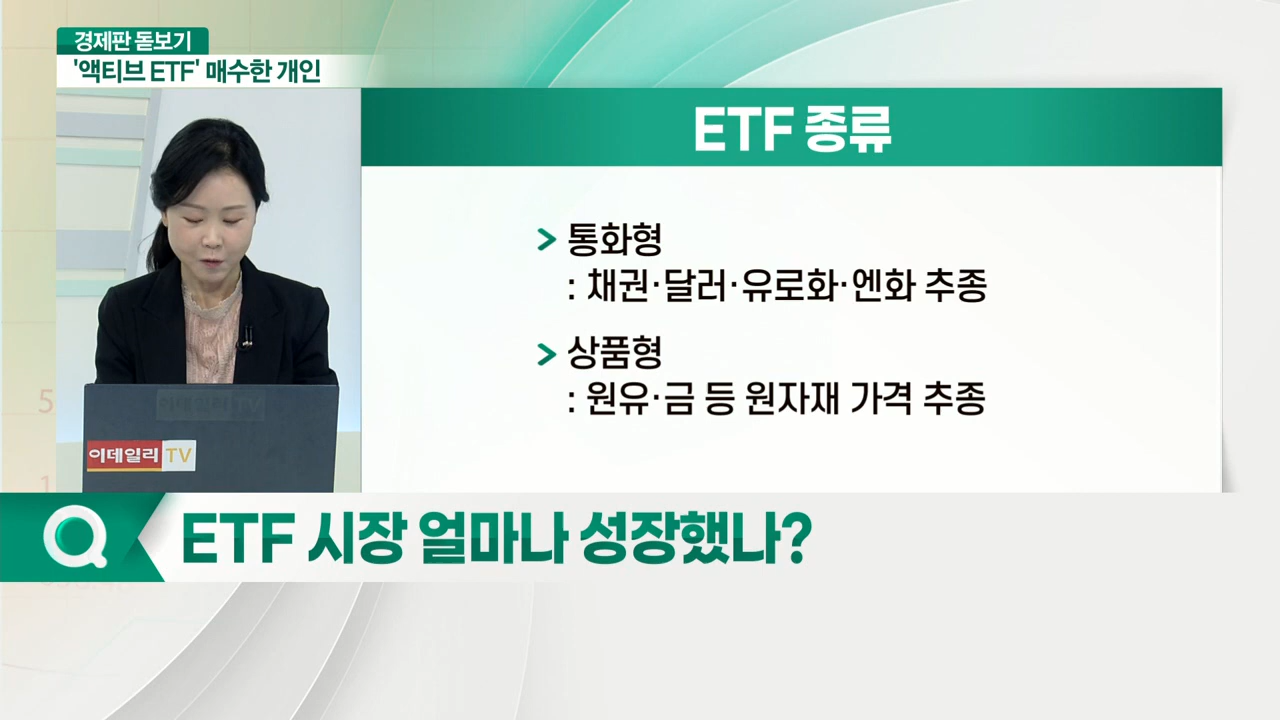 경제판 돋보기
'액티브 ETF' 매수한 개인
ETF 종류
> 통화형
: 채권·달러·유로화·엔화 추종
> 상품형
: 원유·금 등 원자재 가격 추종
5
1
이데일리 TV
Q ETF 시장 얼마나 성장했나?